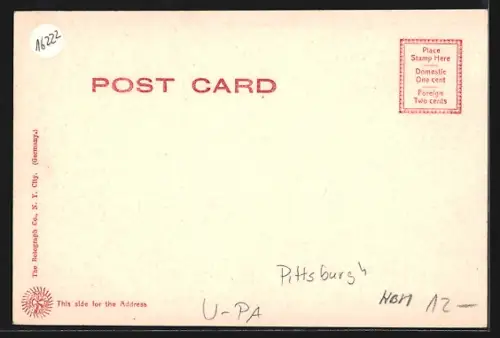 16222
POST CARD
Place
Stamp Here
Domestic
One cent
Foreign
Two cents
The Rotograph Co., N. Y. City. (Germany.)
This side for the Address
Pittsburgh
U-PA
HBM 12-